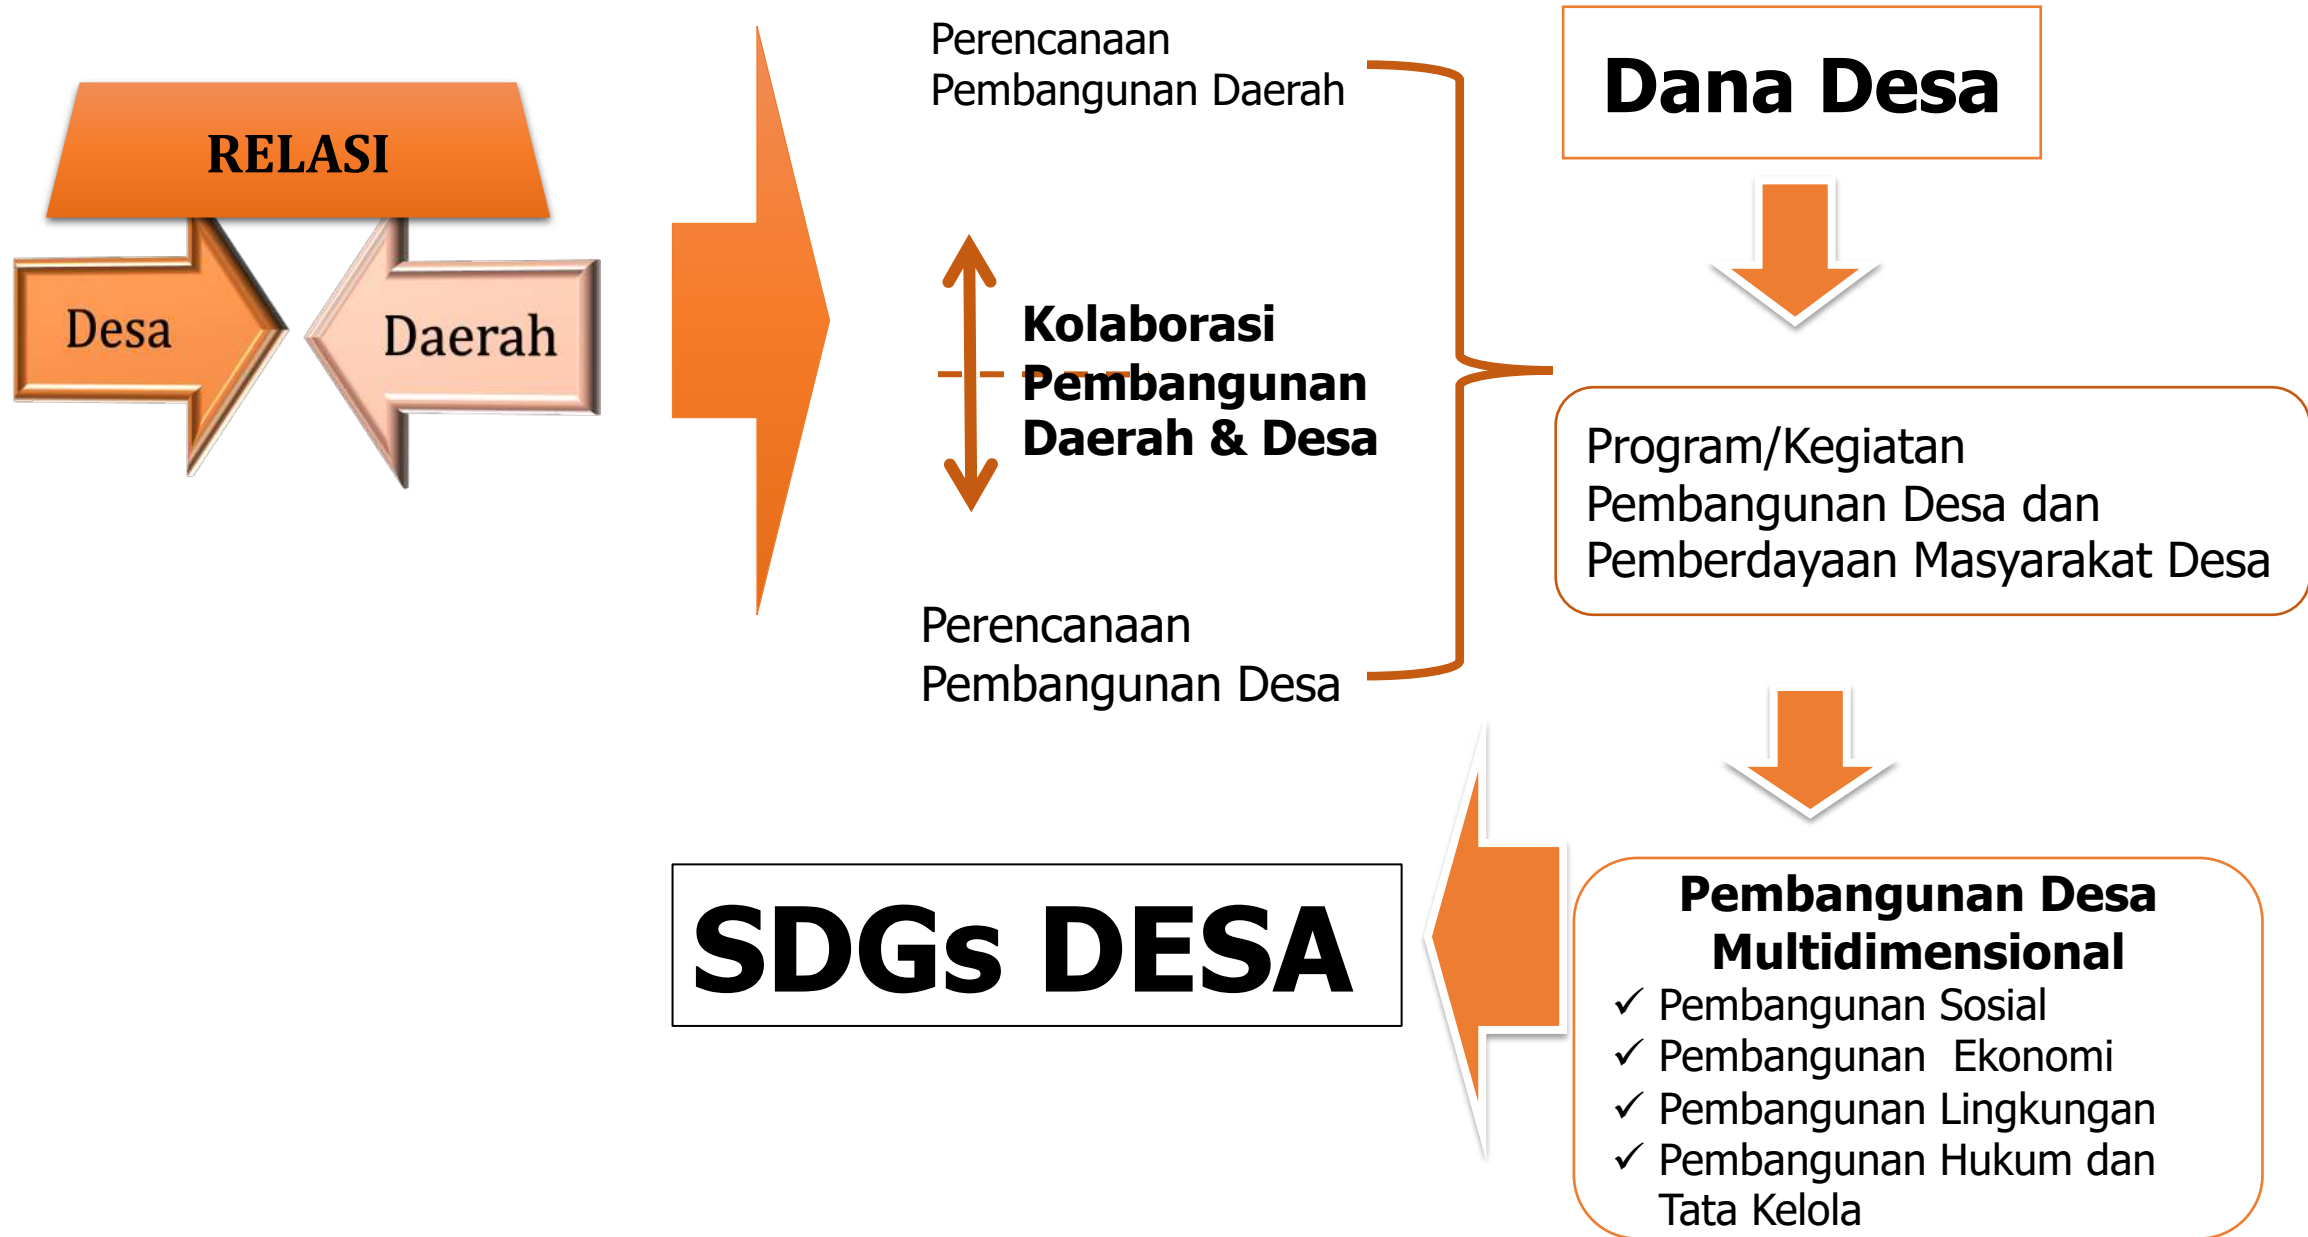 RELASI
Desa
Daerah
Perencanaan
Pembangunan Daerah
Kolaborasi
Pembangunan
Daerah & Desa
Perencanaan
Pembangunan Desa
Dana Desa
Program/Kegiatan
Pembangunan Desa dan
Pemberdayaan Masyarakat Desa
Pembangunan Desa
Multidimensional
✓ Pembangunan Sosial
✓ Pembangunan  Ekonomi
✓ Pembangunan Lingkungan
✓ Pembangunan Hukum dan
Tata Kelola
SDGs DESA